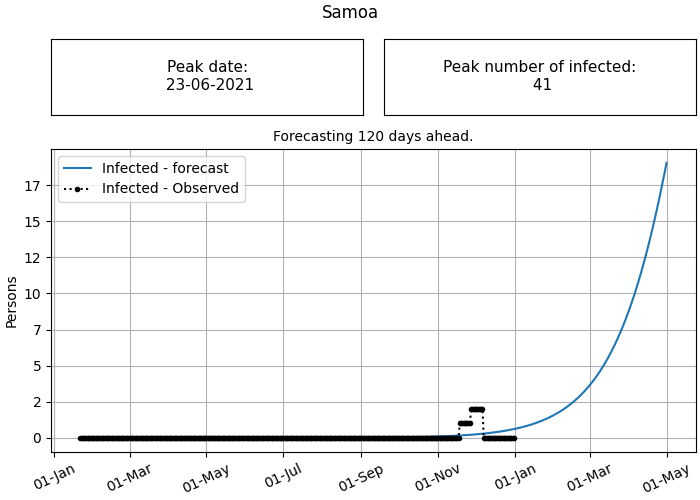 Samoa
Peak date:
23-06-2021
Peak number of infected:
41
Forecasting 120 days ahead.
Infected - forecast
Infected - Observed
Persons
17
15
12
10
7
5
2
0
01-Jan
01-Mar
01-May
01-Jul
01-Sep
01-Nov
01-Jan
01-Mar
01-May